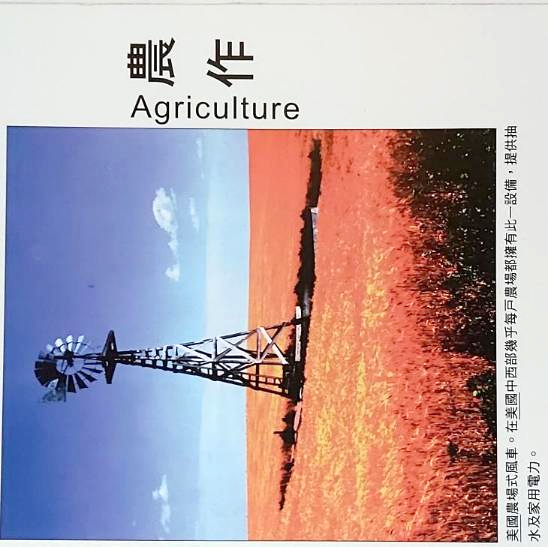 農作
Agriculture
美國農場式風車。在美國中西部幾乎每戶農場都擁有此一設備，提供抽
水及家用電力。